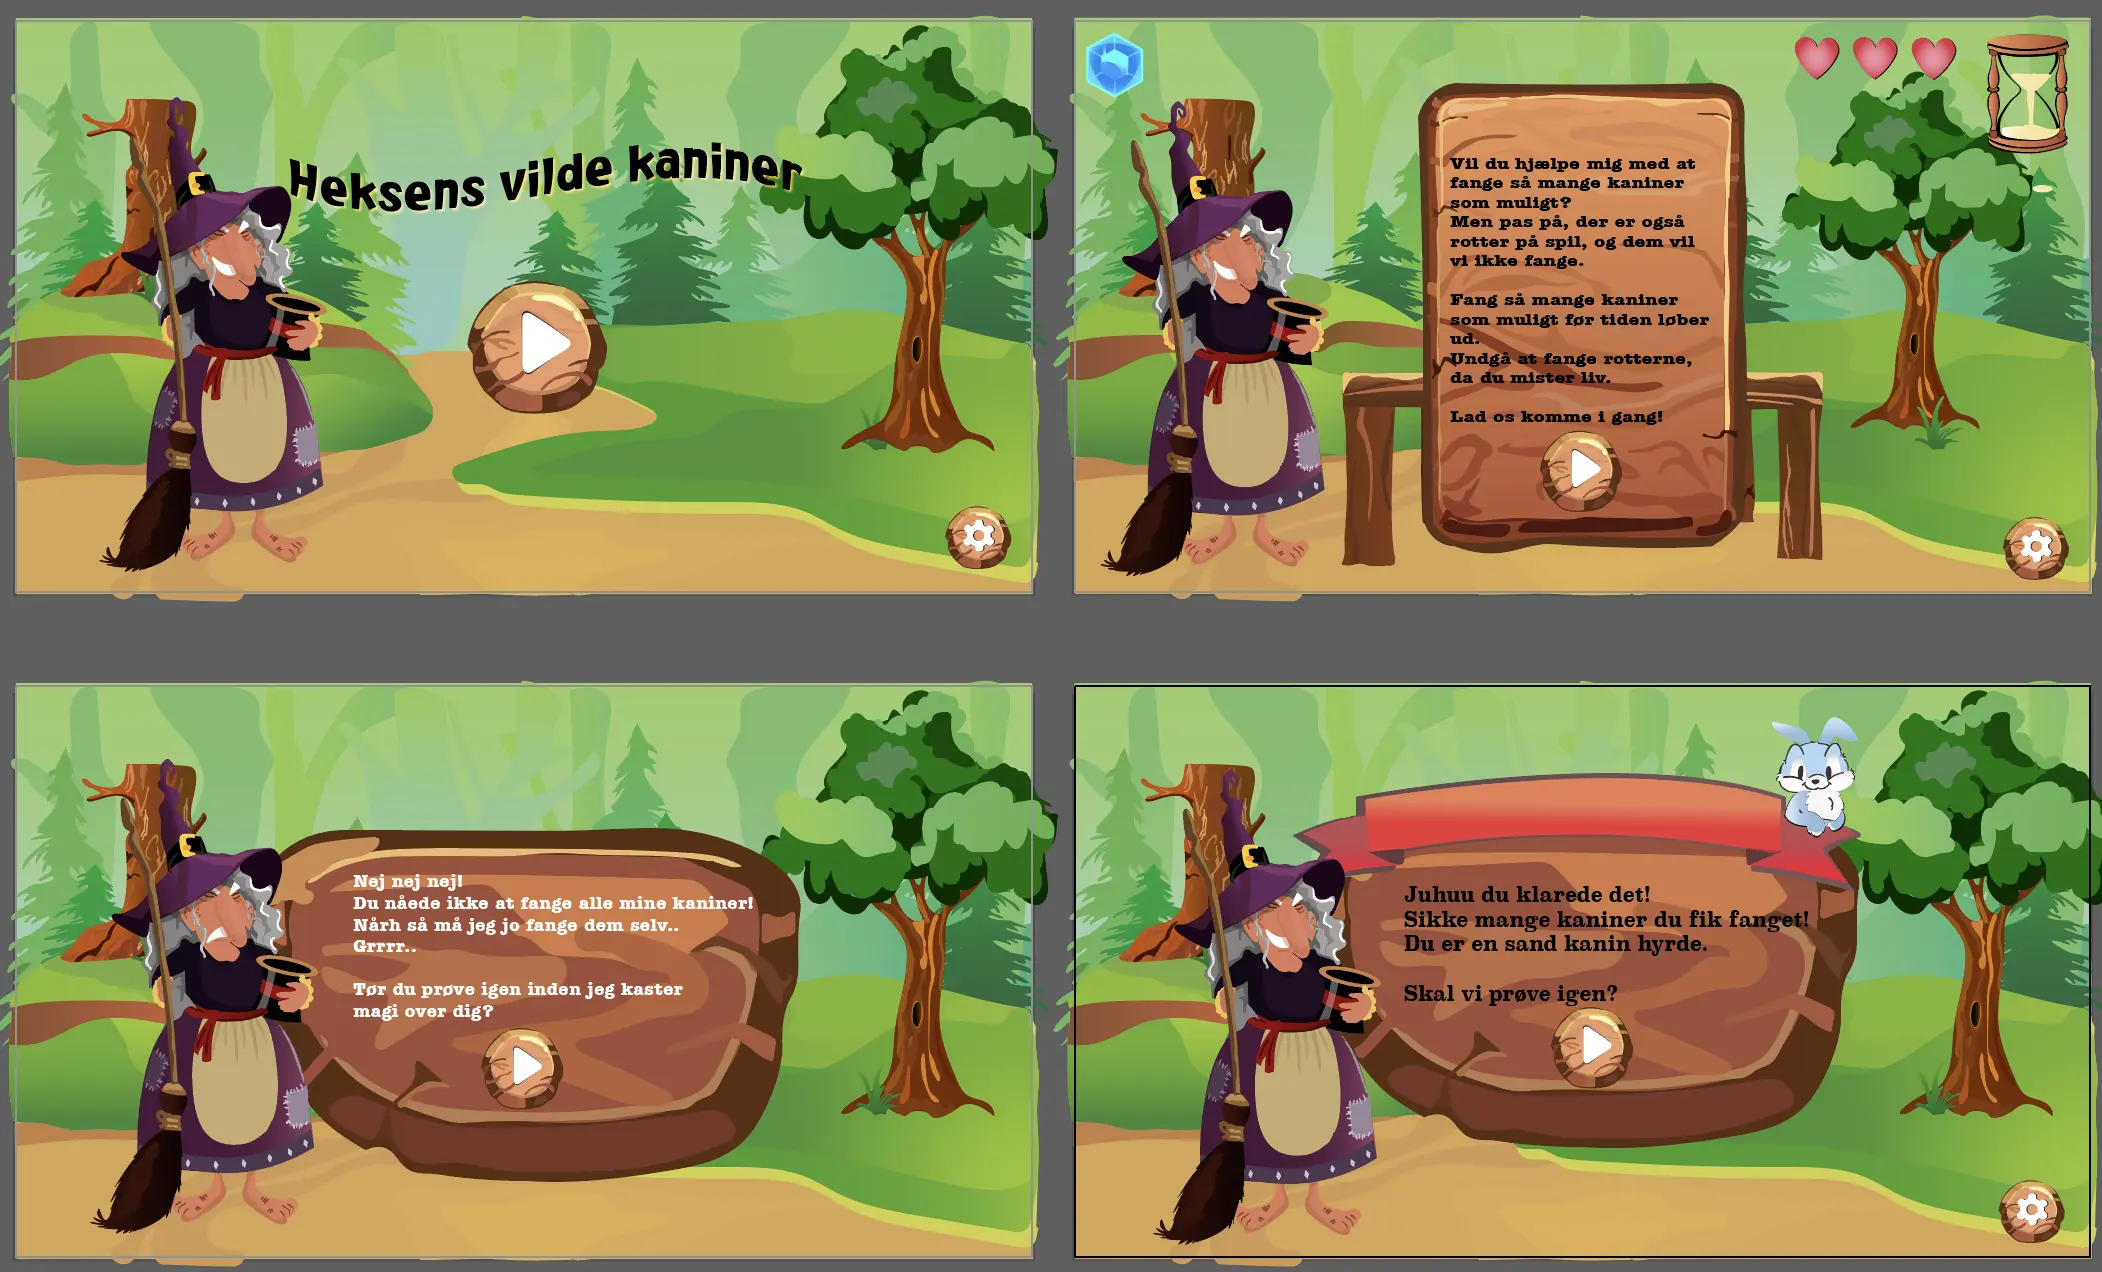 Heksens vilde kaniner
Vil du hjælpe mig med at
fange så mange kaniner
som muligt?
Men pas på, der er også
rotter på spil, og dem vil
vi ikke fange.
Fang så mange kaniner
som muligt før tiden løber
ud.
Undgå at fange rotterne,
da du mister liv.
Lad os komme i gang!
Nej nej nej!
Du nåede ikke at fange alle mine kaniner!
Nårh så må jeg jo fange dem selv..
Grrrr..
Tør du prøve igen inden jeg kaster
magi over dig?
Juhuu du klarede det!
Sikke mange kaniner du fik fanget!
Du er en sand kanin hyrde.
Skal vi prøve igen?